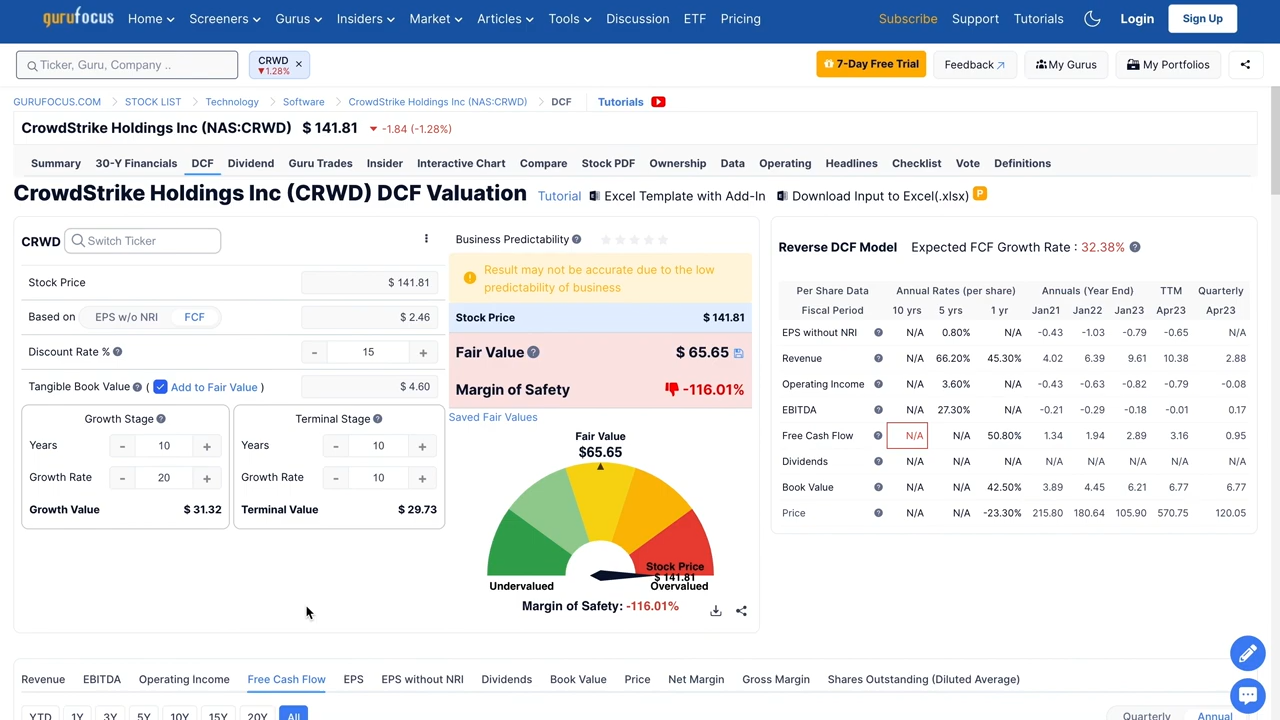 gurufocus Home Screeners Gurus Insiders Market Articles Tools Discussion ETF Pricing Subscribe Support Tutorials Login Sign Up
Ticker, Guru, Company .. CRWD × 7-Day Free Trial Feedback ↗ My Gurus My Portfolios
▼1.28%
GURUFOCUS.COM STOCK LIST Technology Software CrowdStrike Holdings Inc (NAS:CRWD) DCF Tutorials
CrowdStrike Holdings Inc (NAS:CRWD) $ 141.81 -1.84 (-1.28%)
Summary 30-Y Financials DCF Dividend Guru Trades Insider Interactive Chart Compare Stock PDF Ownership Data Operating Headlines Checklist Vote Definitions
CrowdStrike Holdings Inc (CRWD) DCF Valuation Tutorial Excel Template with Add-In Download Input to Excel(.xlsx) P
CRWD Switch Ticker
Stock Price $ 141.81
Based on EPS w/o NRI FCF $ 2.46
Discount Rate % - 15 +
Tangible Book Value ( Add to Fair Value ) $ 4.60
Growth Stage
Years - 10 +
Growth Rate - 20 +
Growth Value $ 31.32
Terminal Stage
Years - 10 +
Growth Rate - 10 +
Terminal Value $ 29.73
Business Predictability
Result may not be accurate due to the low
predictability of business
Stock Price $ 141.81
Fair Value $ 65.65
Margin of Safety -116.01%
Saved Fair Values
Fair Value
$65.65
Stock Price
$ 141.81
Undervalued Overvalued
Margin of Safety: -116.01%
Reverse DCF Model Expected FCF Growth Rate : 32.38%
Per Share Data Annual Rates (per share) Annuals (Year End) TTM Quarterly
Fiscal Period 10 yrs 5 yrs 1 yr Jan21 Jan22 Jan23 Apr23 Apr23
EPS without NRI N/A 0.80% N/A -0.43 -1.03 -0.79 -0.65 N/A
Revenue N/A 66.20% 45.30% 4.02 6.39 9.61 10.38 2.88
Operating Income N/A 3.60% N/A -0.43 -0.63 -0.82 -0.79 -0.08
EBITDA N/A 27.30% N/A -0.21 -0.29 -0.18 -0.01 0.17
Free Cash Flow N/A N/A 50.80% 1.34 1.94 2.89 3.16 0.95
Dividends N/A N/A N/A N/A N/A N/A N/A N/A
Book Value N/A N/A 42.50% 3.89 4.45 6.21 6.77 6.77
Price N/A N/A -23.30% 215.80 180.64 105.90 570.75 120.05
Revenue EBITDA Operating Income Free Cash Flow EPS EPS without NRI Dividends Book Value Price Net Margin Gross Margin Shares Outstanding (Diluted Average)
YTD 1Y 3Y 5Y 10Y 15Y 20Y All Quarterly Annual